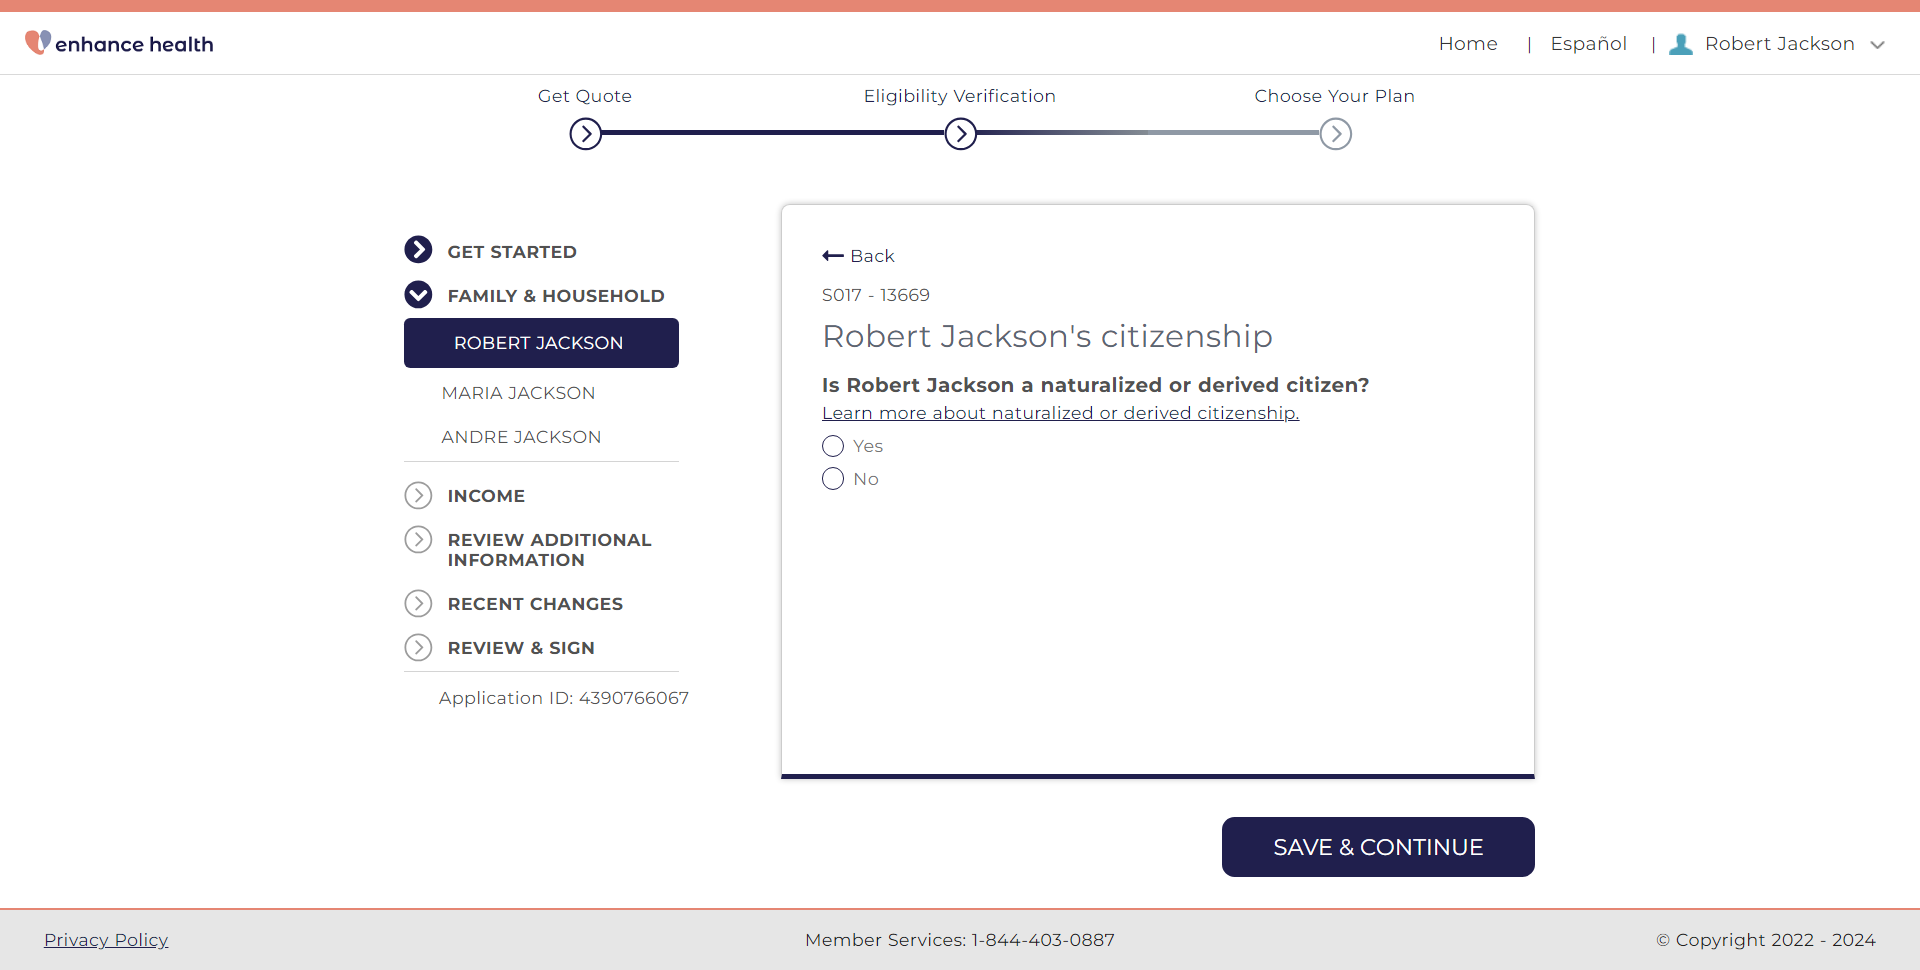 enhance health
Home | Español | Robert Jackson
Get Quote
Eligibility Verification
Choose Your Plan
GET STARTED
FAMILY & HOUSEHOLD
ROBERT JACKSON
MARIA JACKSON
ANDRE JACKSON
INCOME
REVIEW ADDITIONAL
INFORMATION
RECENT CHANGES
REVIEW & SIGN
Application ID: 4390766067
Back
S017 - 13669
Robert Jackson's citizenship
Is Robert Jackson a naturalized or derived citizen?
Learn more about naturalized or derived citizenship.
Yes
No
SAVE & CONTINUE
Privacy Policy
Member Services: 1-844-403-0887
© Copyright 2022 - 2024